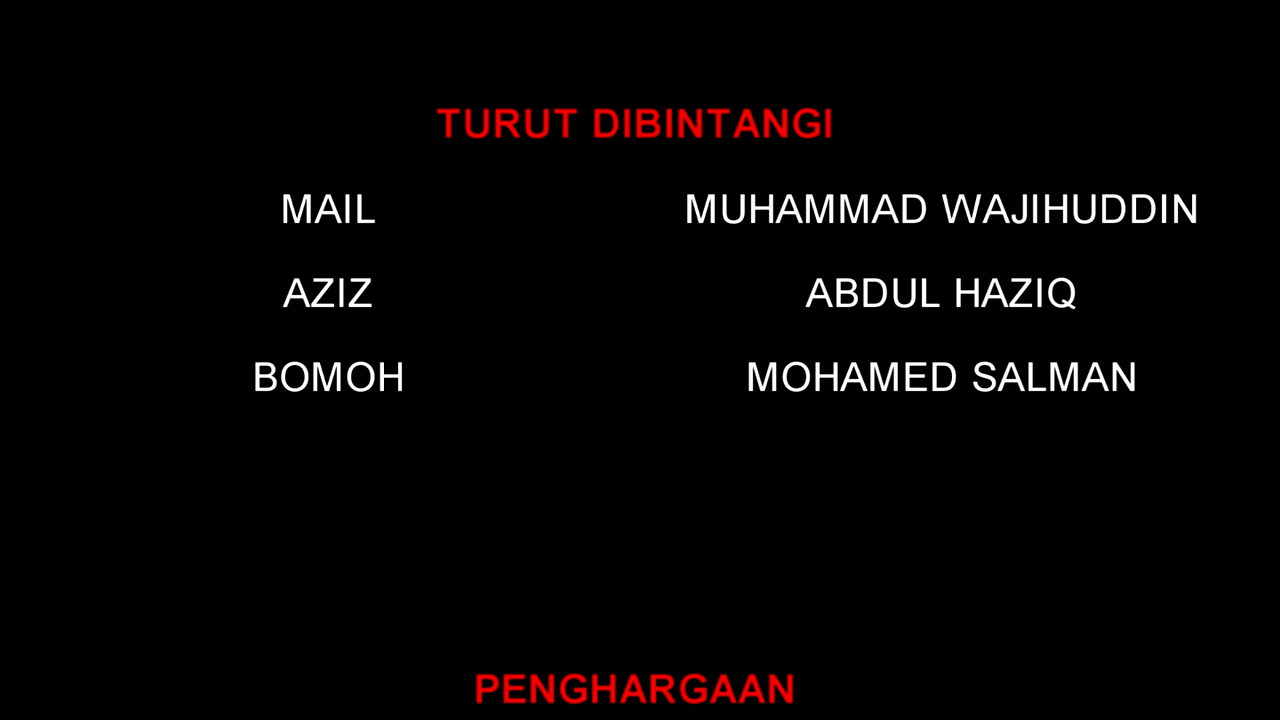 TURUT DIBINTANGI
MAIL MUHAMMAD WAJIHUDDIN
AZIZ ABDUL HAZIQ
BOMOH MOHAMED SALMAN
PENGHARGAAN